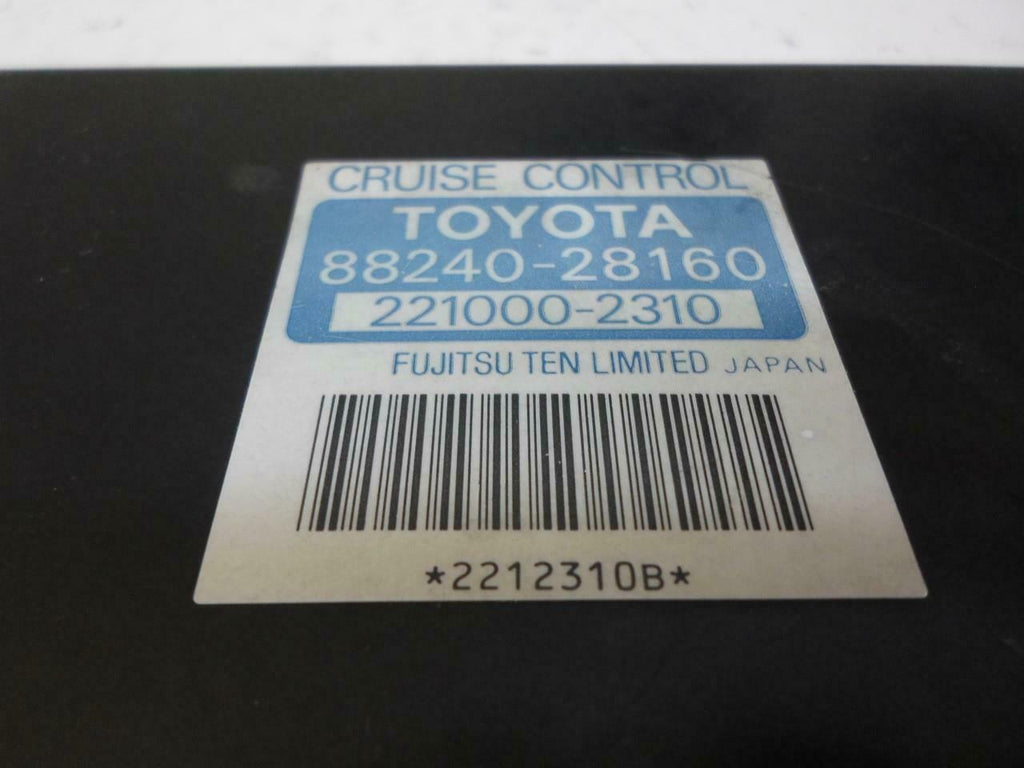 CRUISE CONTROL
TOYOTA
88240-28160
221000-2310
FUJITSU TEN LIMITED JAPAN
*2212310B*